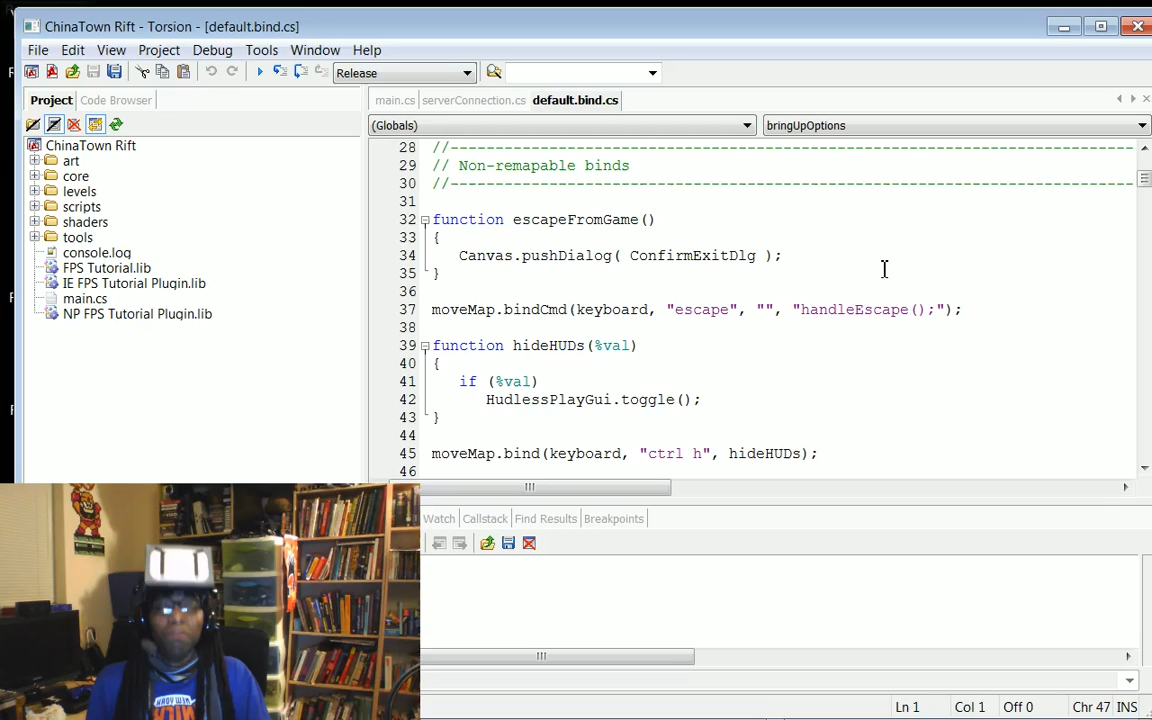 ChinaTown Rift - Torsion - [default.bind.cs]
File Edit View Project Debug Tools Window Help
Release
Project Code Browser
main.cs serverConnection.cs default.bind.cs
(Globals) bringUpOptions
ChinaTown Rift
art
core
levels
scripts
shaders
tools
console.log
FPS Tutorial.lib
IE FPS Tutorial Plugin.lib
main.cs
NP FPS Tutorial Plugin.lib
28 //----------------------------------------------------------------------------
29 // Non-remapable binds
30 //----------------------------------------------------------------------------
31
32 function escapeFromGame()
33 {
34 Canvas.pushDialog( ConfirmExitDlg );
35 }
36
37 moveMap.bindCmd(keyboard, "escape", "", "handleEscape();");
38
39 function hideHUDs(%val)
40 {
41 if (%val)
42 HudlessPlayGui.toggle();
43 }
44
45 moveMap.bind(keyboard, "ctrl h", hideHUDs);
46
Watch Callstack Find Results Breakpoints
Ln 1 Col 1 Off 0 Chr 47 INS
NEW YORK